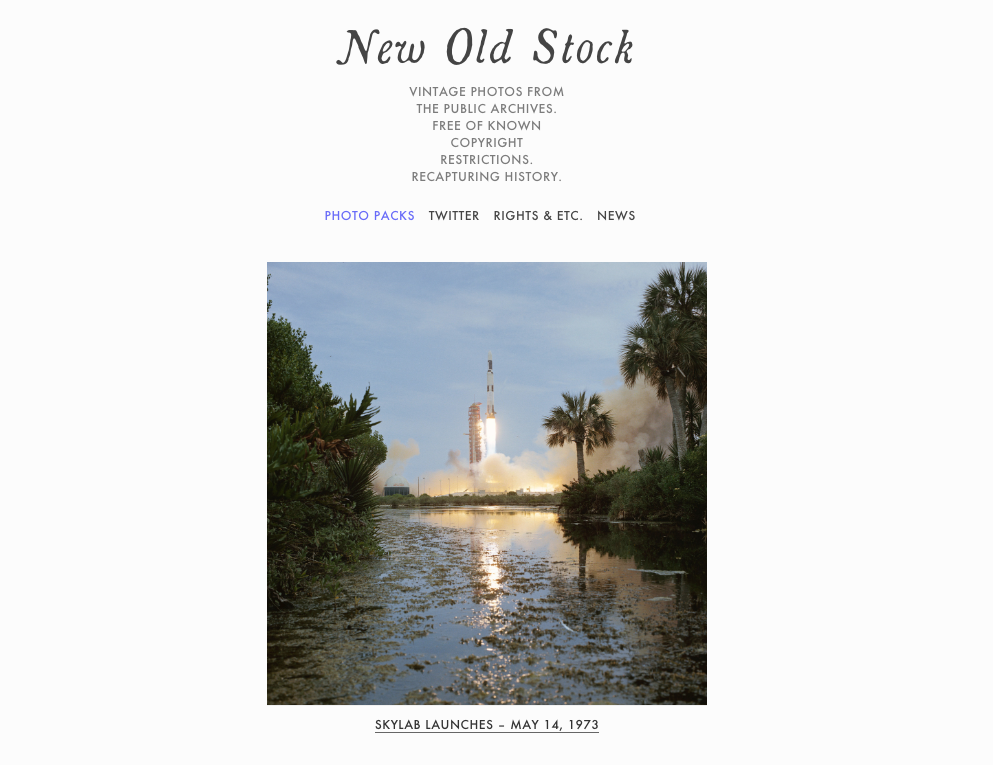 New Old Stock
VINTAGE PHOTOS FROM
THE PUBLIC ARCHIVES.
FREE OF KNOWN
COPYRIGHT
RESTRICTIONS.
RECAPTURING HISTORY.
PHOTO PACKS TWITTER RIGHTS & ETC. NEWS
SKYLAB LAUNCHES – MAY 14, 1973